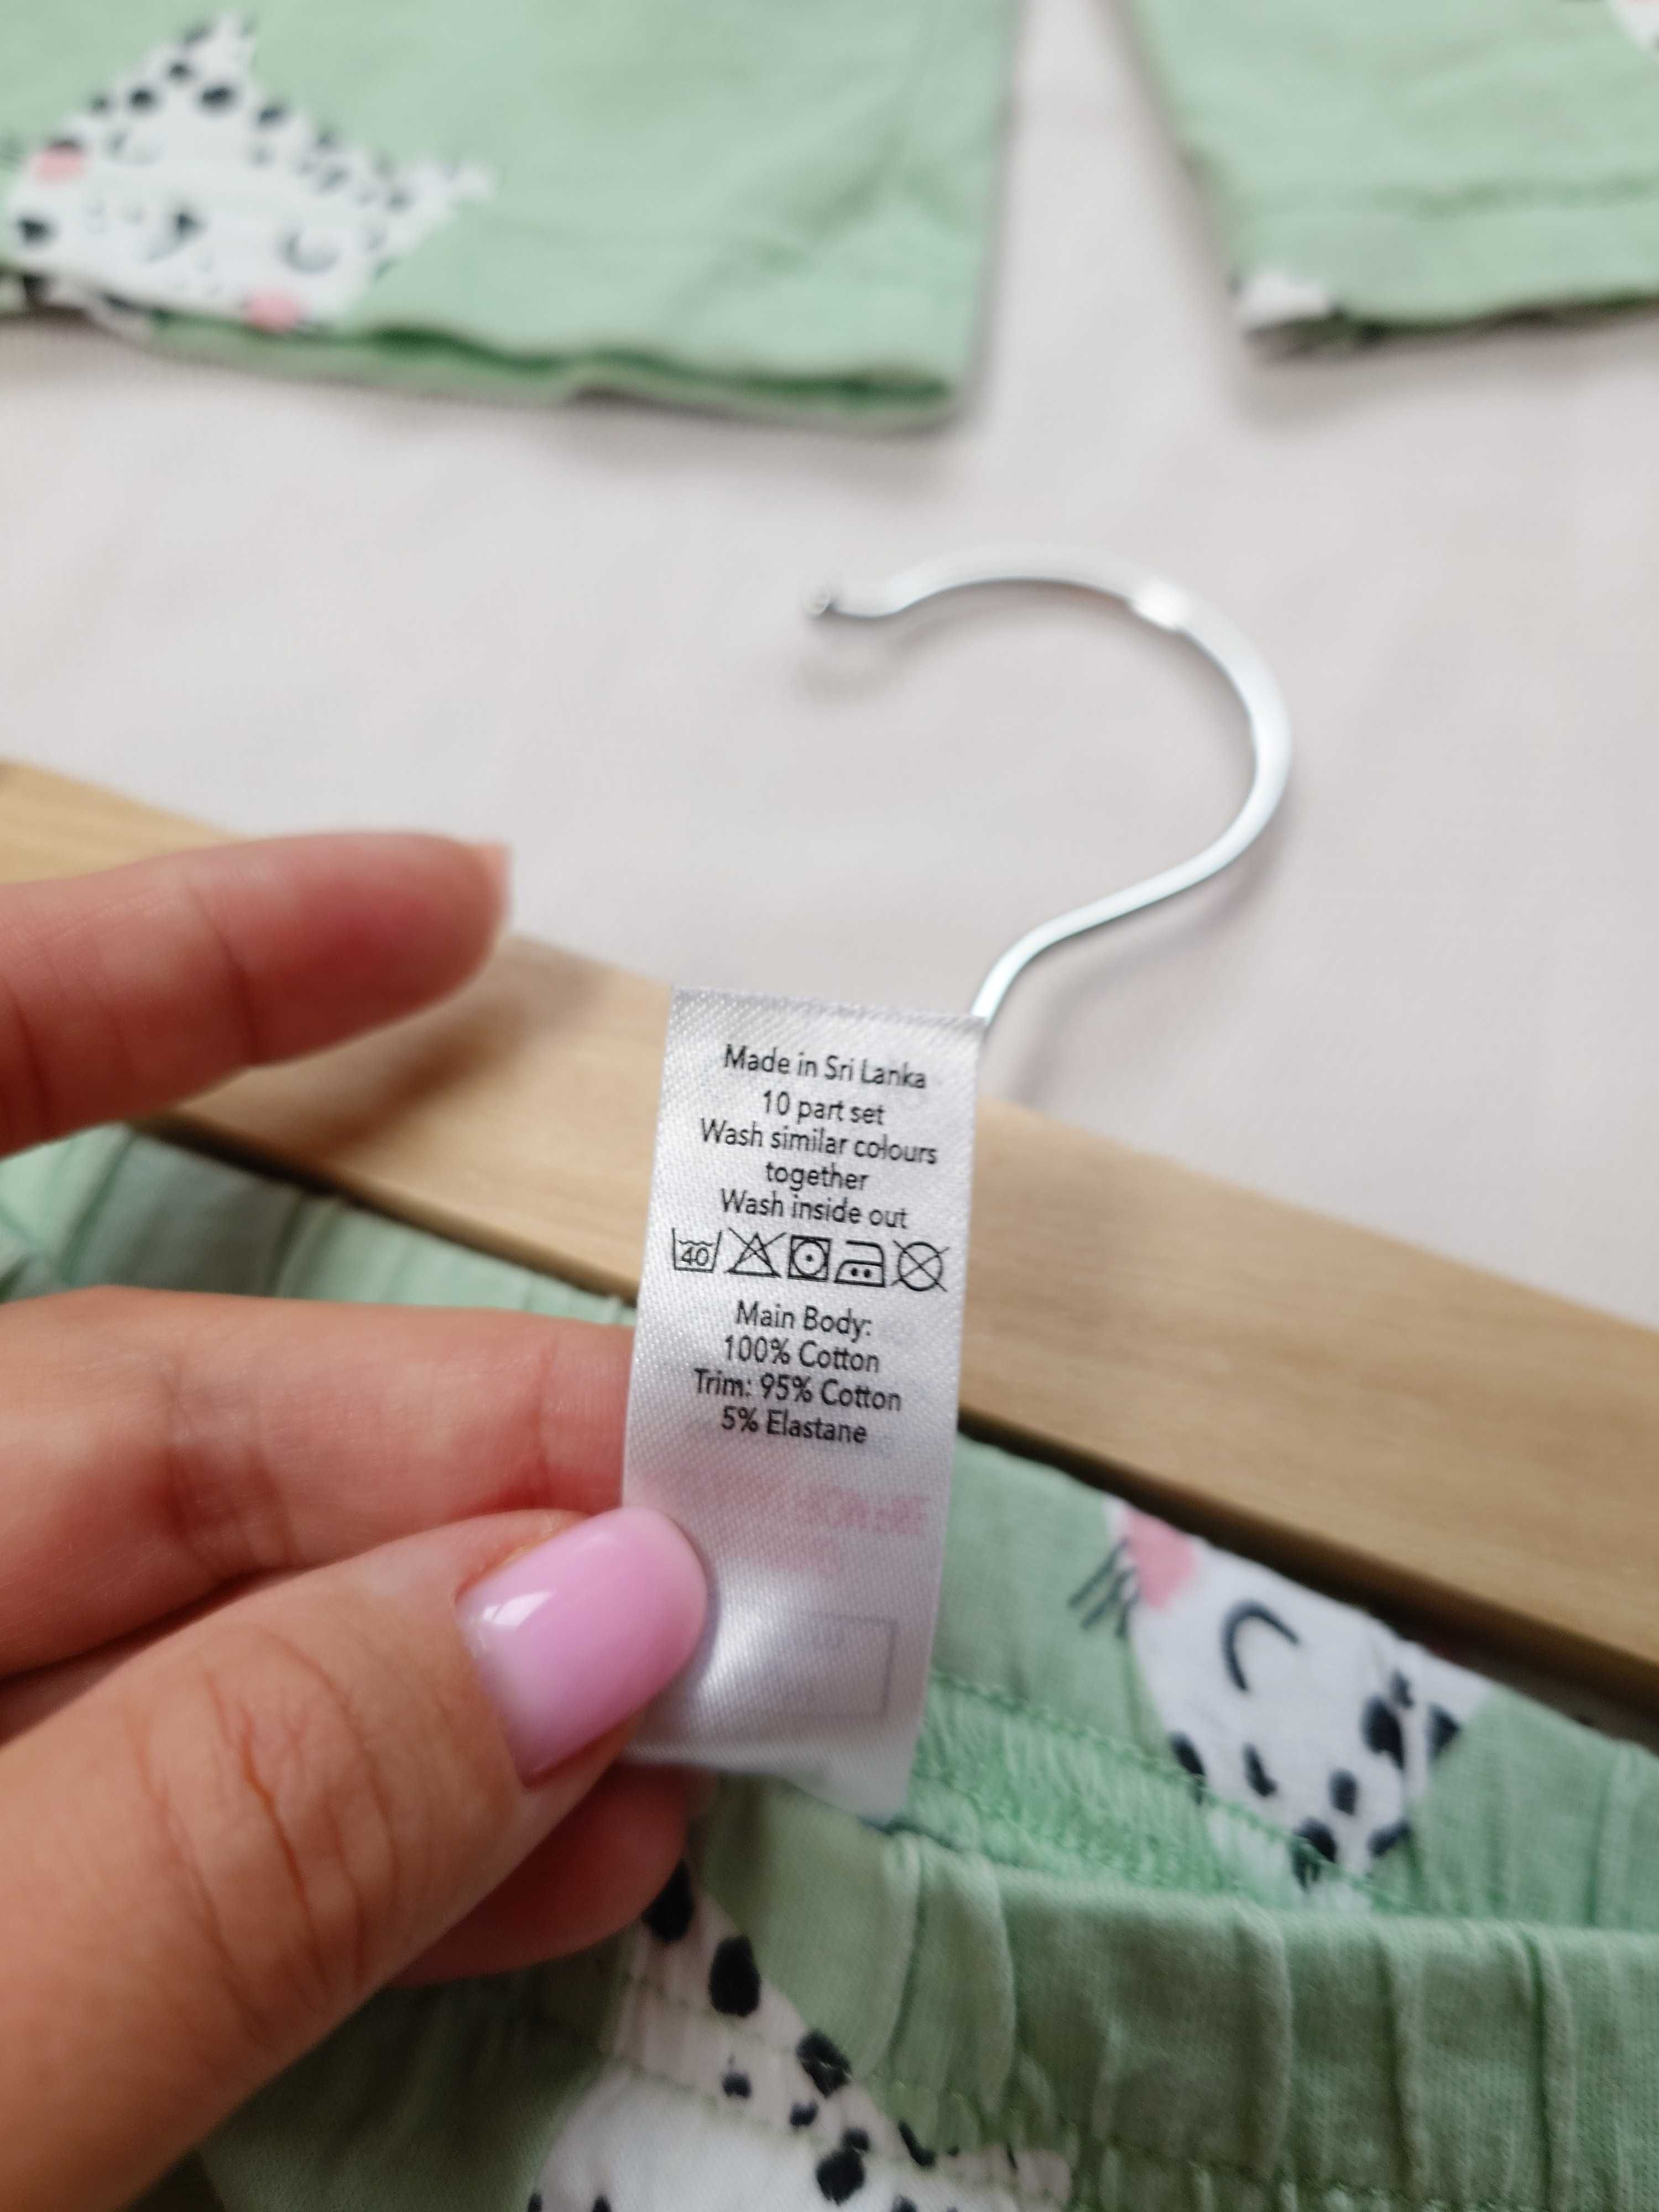 Made in Sri Lanka
10 part set
Wash similar colours
together
Wash inside out
40
Main Body:
100% Cotton
Trim: 95% Cotton
5% Elastane